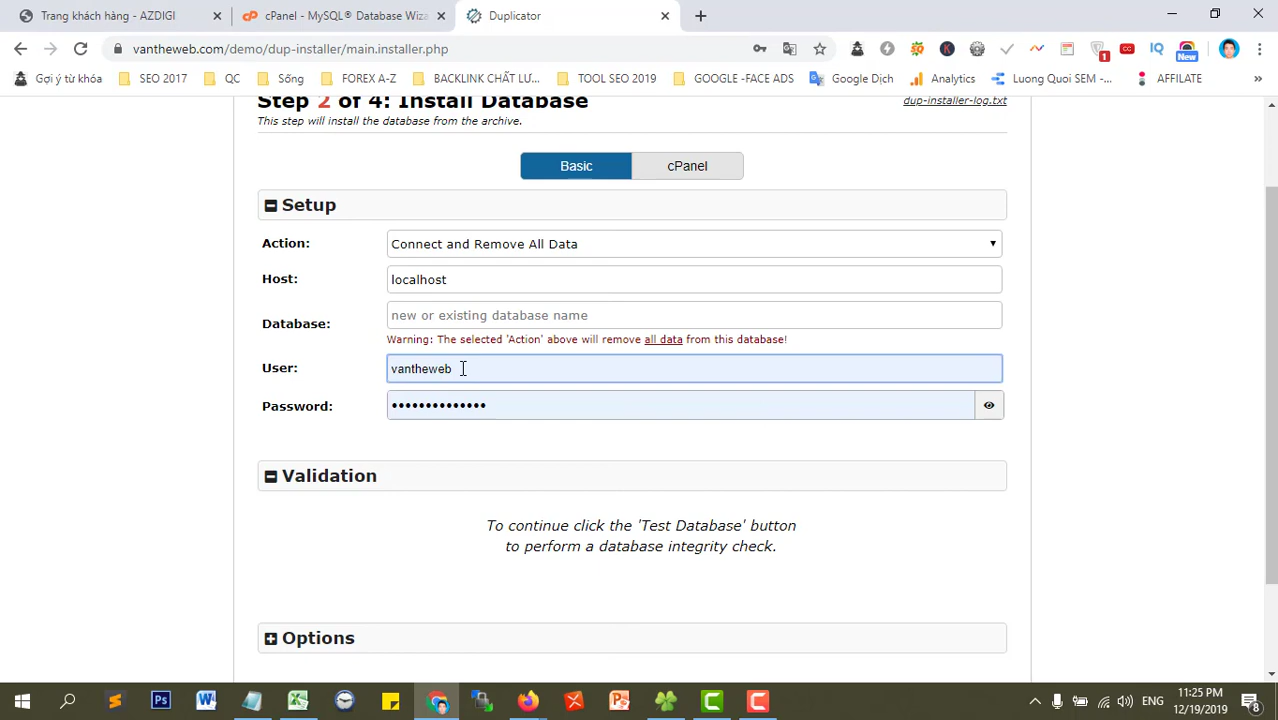 Trang khách hàng - AZDIGI
cPanel - MySQL® Database Wiza
Duplicator
vantheweb.com/demo/dup-installer/main.installer.php
New
Gợi ý từ khóa
SEO 2017
QC
Sóng
FOREX A-Z
BACKLINK CHẤT LƯ...
TOOL SEO 2019
GOOGLE -FACE ADS
Google Dịch
Analytics
Luong Quoi SEM -...
AFFILATE
Step 2 of 4: Install Database
dup-installer-log.txt
This step will install the database from the archive.
Basic
cPanel
Setup
Action:
Connect and Remove All Data
Host:
localhost
Database:
new or existing database name
Warning: The selected 'Action' above will remove all data from this database!
User:
vantheweb
Password:
••••••••••••••
Validation
To continue click the 'Test Database' button
to perform a database integrity check.
Options
ENG
11:25 PM
12/19/2019
8